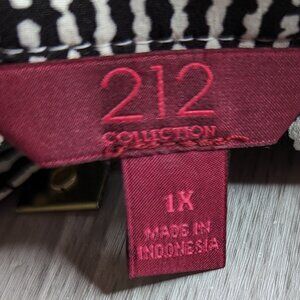 212
COLLECTION
1X
MADE IN
INDONESIA